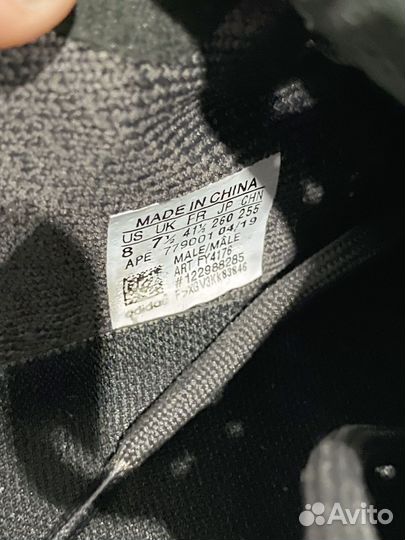 MADE IN CHINA
US UK FR JP CHN
8 7½ 41⅓ 260 255
APE 779001 04/19
MALE/MÂLE
ART FY4176
#122988285
adidas
Avito